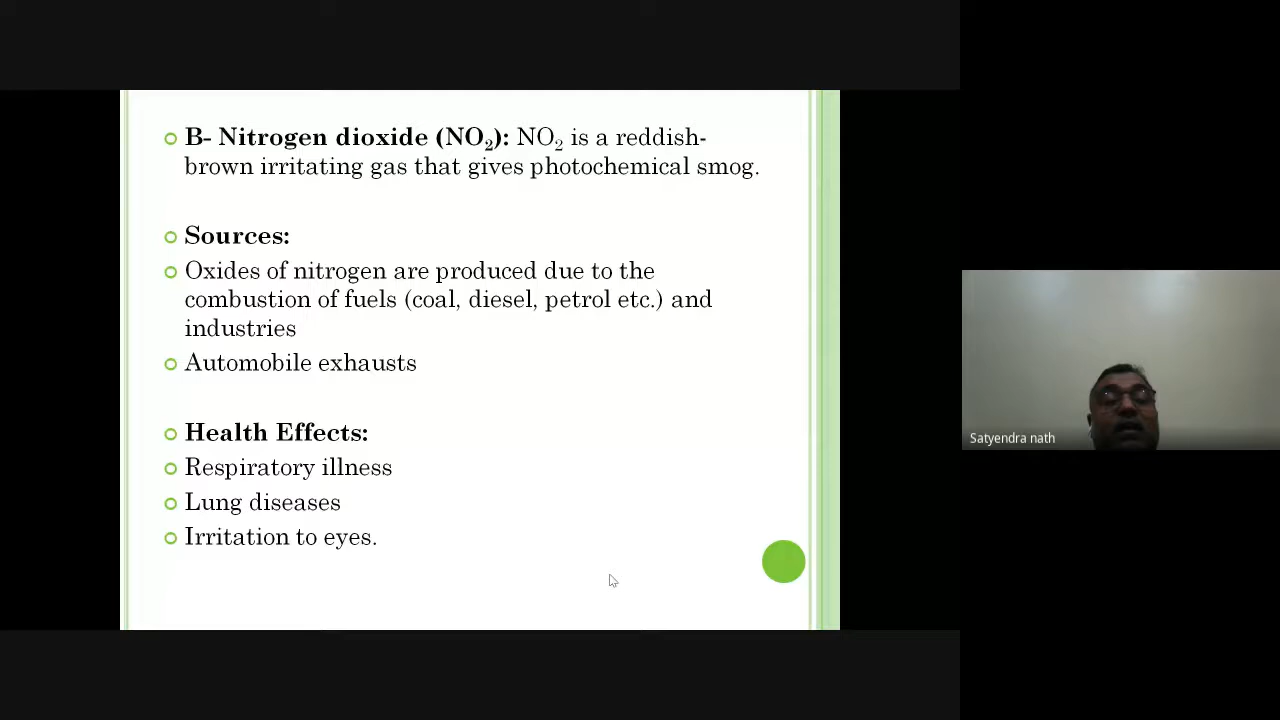 B- Nitrogen dioxide (NO₂): NO₂ is a reddish-
brown irritating gas that gives photochemical smog.
Sources:
Oxides of nitrogen are produced due to the
combustion of fuels (coal, diesel, petrol etc.) and
industries
Automobile exhausts
Health Effects:
Respiratory illness
Lung diseases
Irritation to eyes.
Satyendra nath